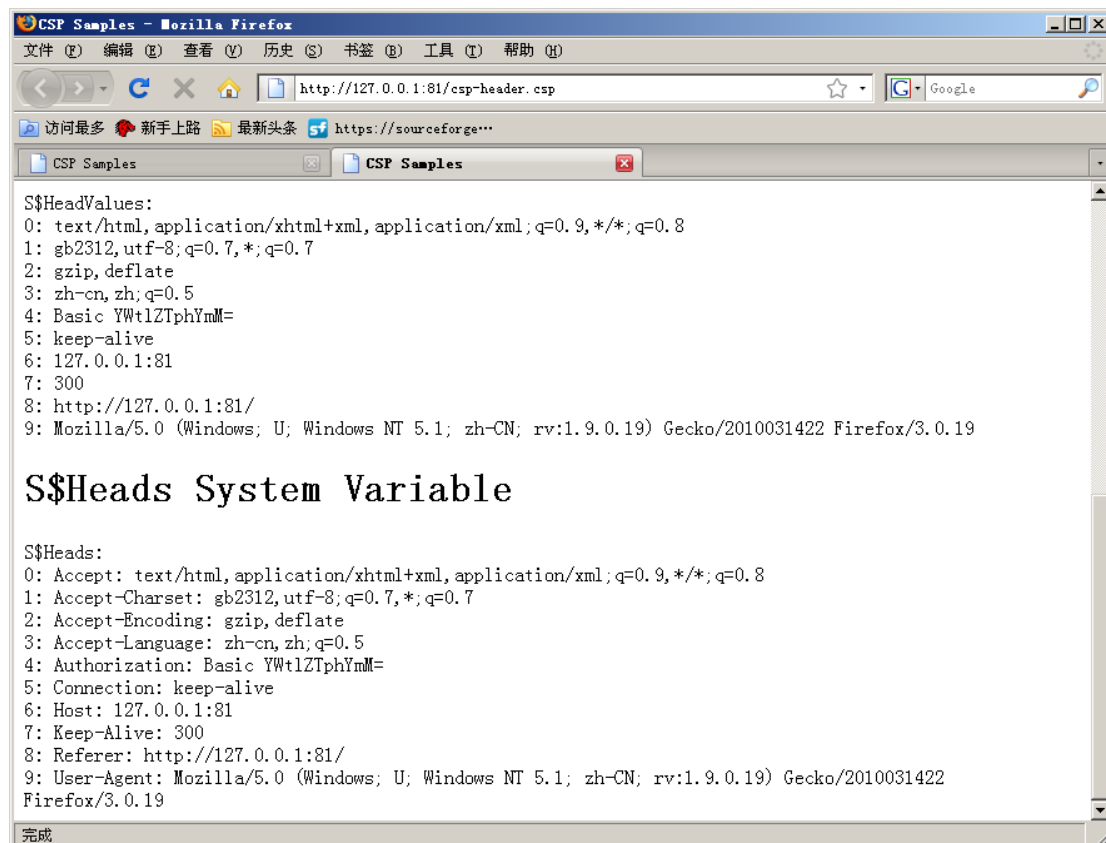 CSP Samples - Mozilla Firefox
文件 (F) 编辑 (E) 查看 (V) 历史 (S) 书签 (B) 工具 (T) 帮助 (H)
http://127.0.0.1:81/csp-header.csp
G Google
访问最多 新手上路 最新头条 sf https://sourceforge…
CSP Samples CSP Samples
S$HeadValues:
0: text/html,application/xhtml+xml,application/xml;q=0.9,*/*;q=0.8
1: gb2312,utf-8;q=0.7,*;q=0.7
2: gzip,deflate
3: zh-cn,zh;q=0.5
4: Basic YWtlZTphYmM=
5: keep-alive
6: 127.0.0.1:81
7: 300
8: http://127.0.0.1:81/
9: Mozilla/5.0 (Windows; U; Windows NT 5.1; zh-CN; rv:1.9.0.19) Gecko/2010031422 Firefox/3.0.19
S$Heads System Variable
S$Heads:
0: Accept: text/html,application/xhtml+xml,application/xml;q=0.9,*/*;q=0.8
1: Accept-Charset: gb2312,utf-8;q=0.7,*;q=0.7
2: Accept-Encoding: gzip,deflate
3: Accept-Language: zh-cn,zh;q=0.5
4: Authorization: Basic YWtlZTphYmM=
5: Connection: keep-alive
6: Host: 127.0.0.1:81
7: Keep-Alive: 300
8: Referer: http://127.0.0.1:81/
9: User-Agent: Mozilla/5.0 (Windows; U; Windows NT 5.1; zh-CN; rv:1.9.0.19) Gecko/2010031422
Firefox/3.0.19
完成